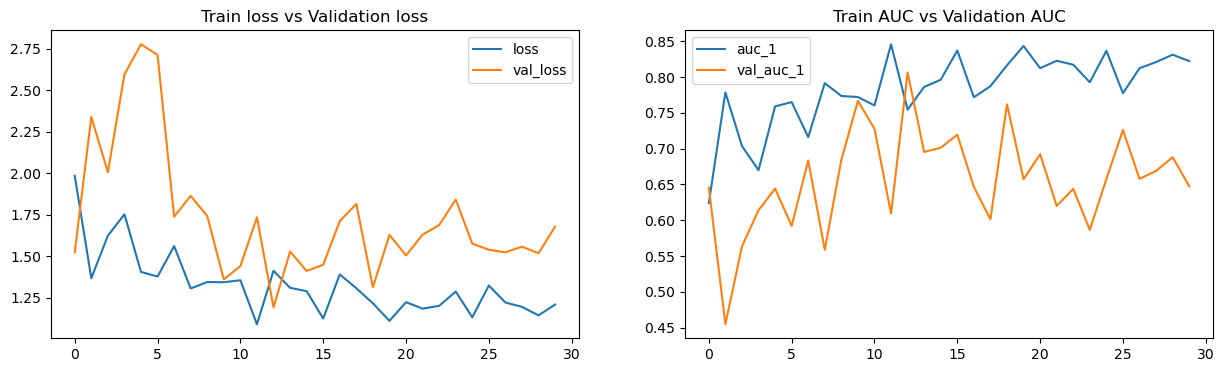 Train loss vs Validation loss
2.75
2.50
2.25
2.00
1.75
1.50
1.25
0 5 10 15 20 25 30
loss
val_loss
Train AUC vs Validation AUC
0.85
0.80
0.75
0.70
0.65
0.60
0.55
0.50
0.45
0 5 10 15 20 25 30
auc_1
val_auc_1